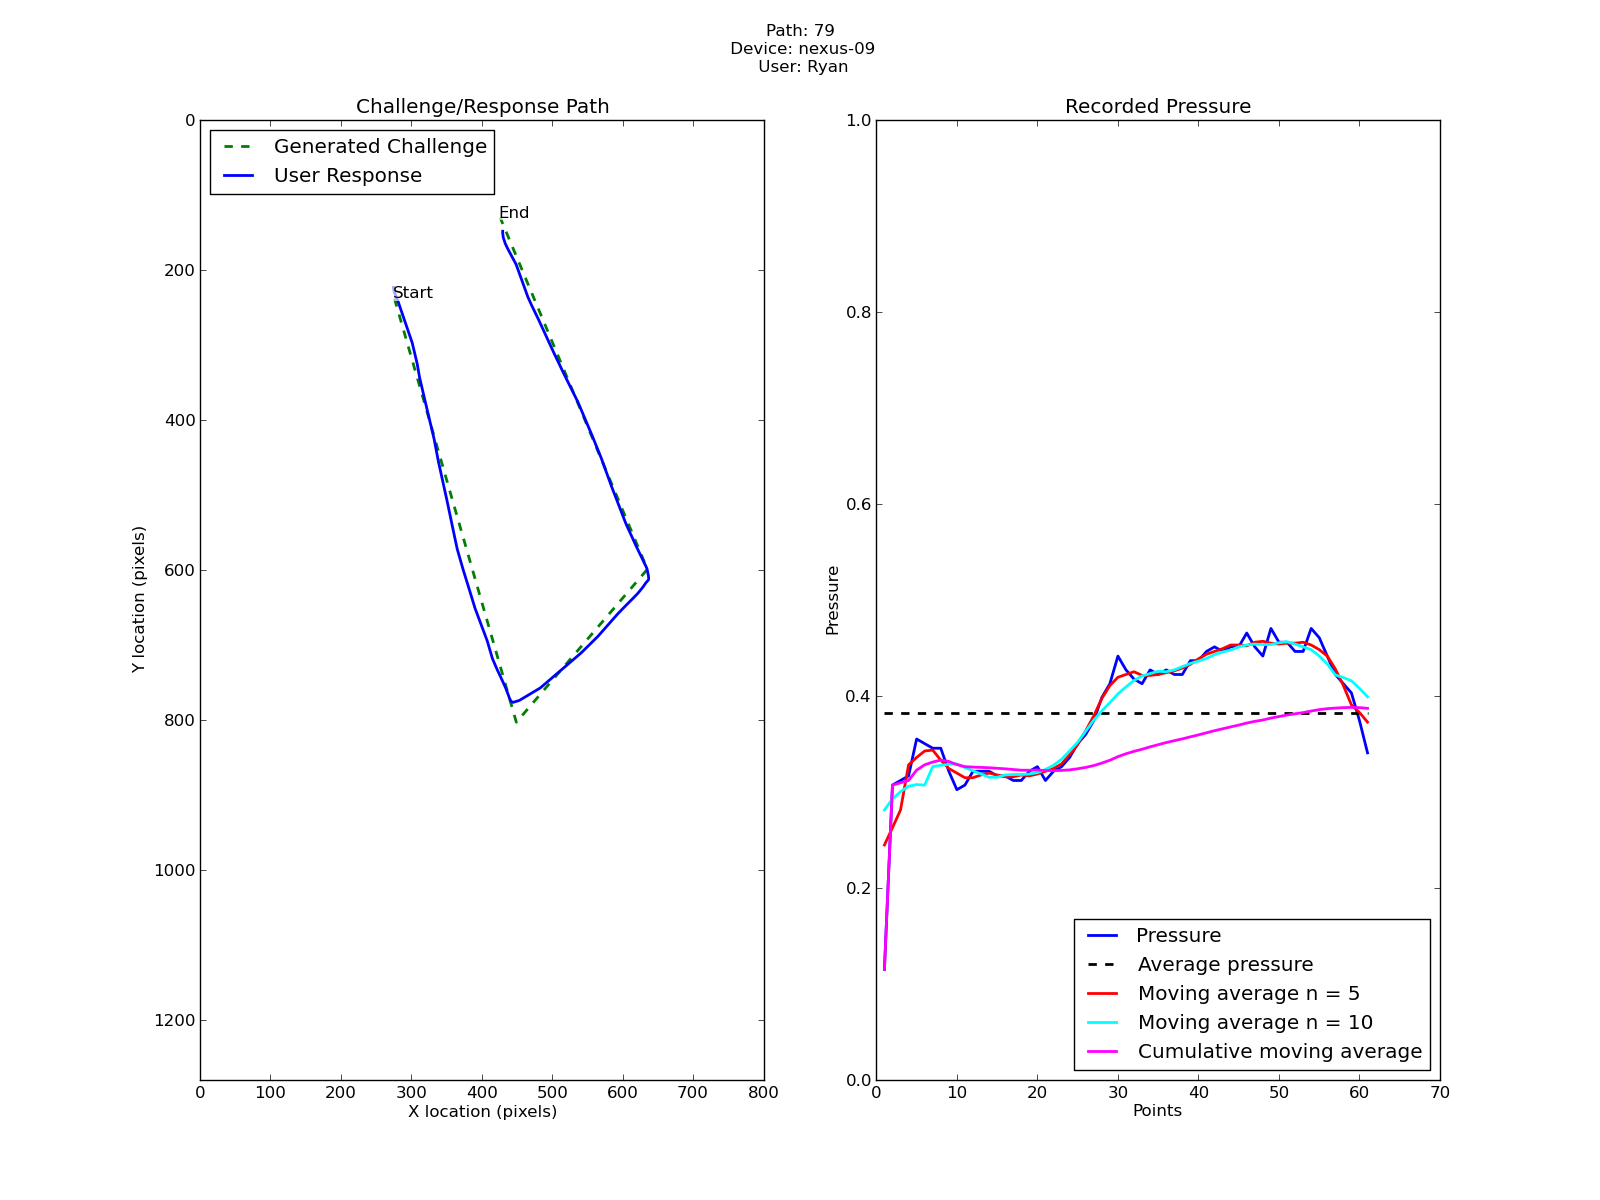 Path: 79
Device: nexus-09
User: Ryan
Challenge/Response Path
Generated Challenge
User Response
End
Start
0
200
400
600
800
1000
1200
Y location (pixels)
0 100 200 300 400 500 600 700 800
X location (pixels)
Recorded Pressure
1.0
0.8
0.6
0.4
0.2
0.0
Pressure
Pressure
Average pressure
Moving average n = 5
Moving average n = 10
Cumulative moving average
0 10 20 30 40 50 60 70
Points